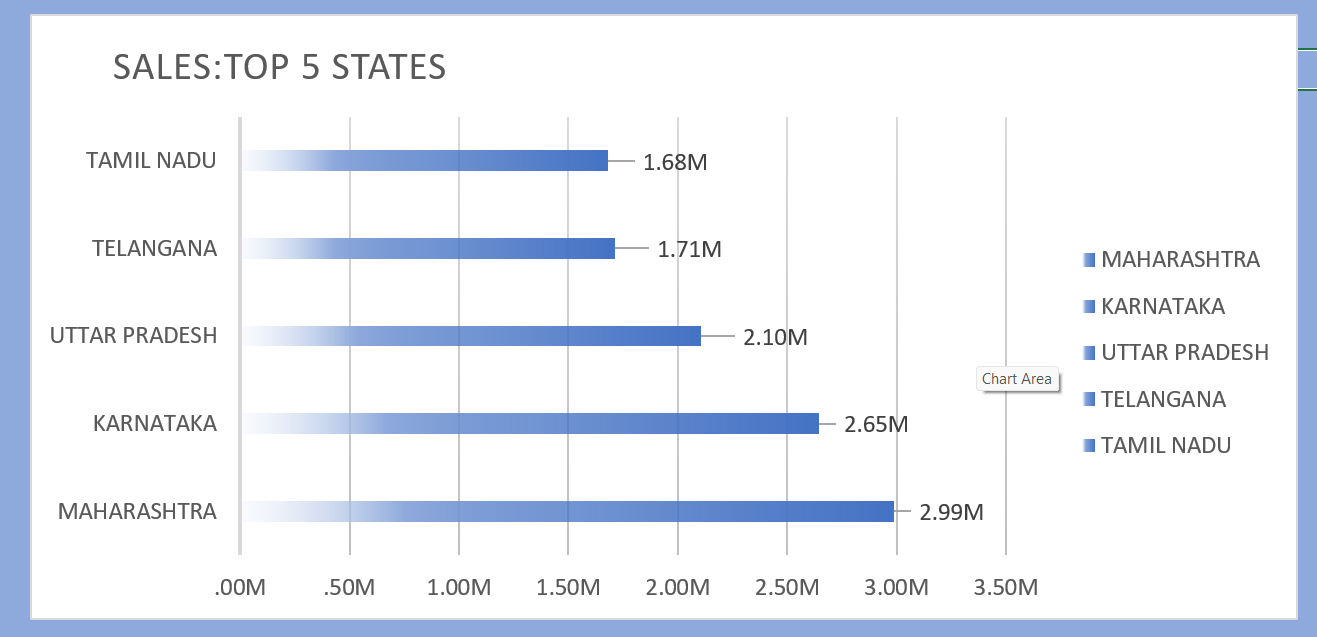 SALES:TOP 5 STATES
TAMIL NADU
1.68M
TELANGANA
1.71M
UTTAR PRADESH
2.10M
KARNATAKA
2.65M
MAHARASHTRA
2.99M
.00M .50M 1.00M 1.50M 2.00M 2.50M 3.00M 3.50M
MAHARASHTRA
KARNATAKA
UTTAR PRADESH
TELANGANA
TAMIL NADU
Chart Area